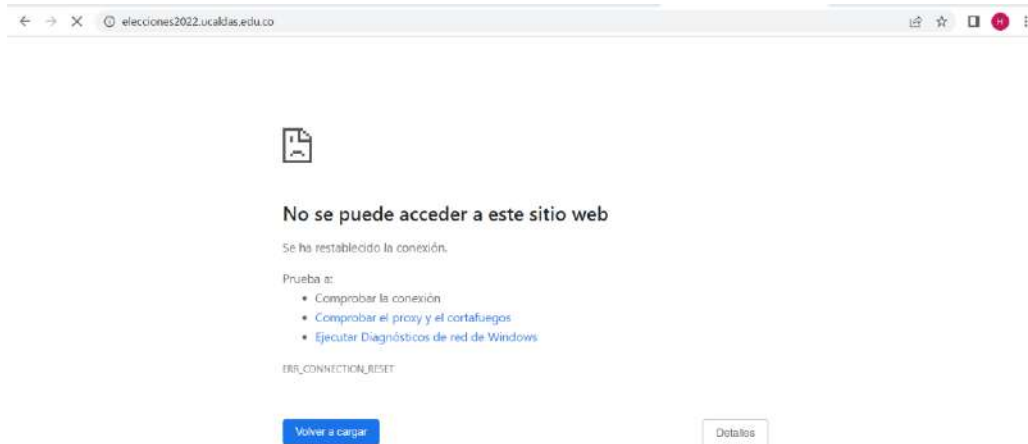 elecciones2022.ucaldas.edu.co
H
No se puede acceder a este sitio web
Se ha restablecido la conexión.
Prueba a:
• Comprobar la conexión
• Comprobar el proxy y el cortafuegos
• Ejecutar Diagnósticos de red de Windows
ERR_CONNECTION_RESET
Volver a cargar
Detalles